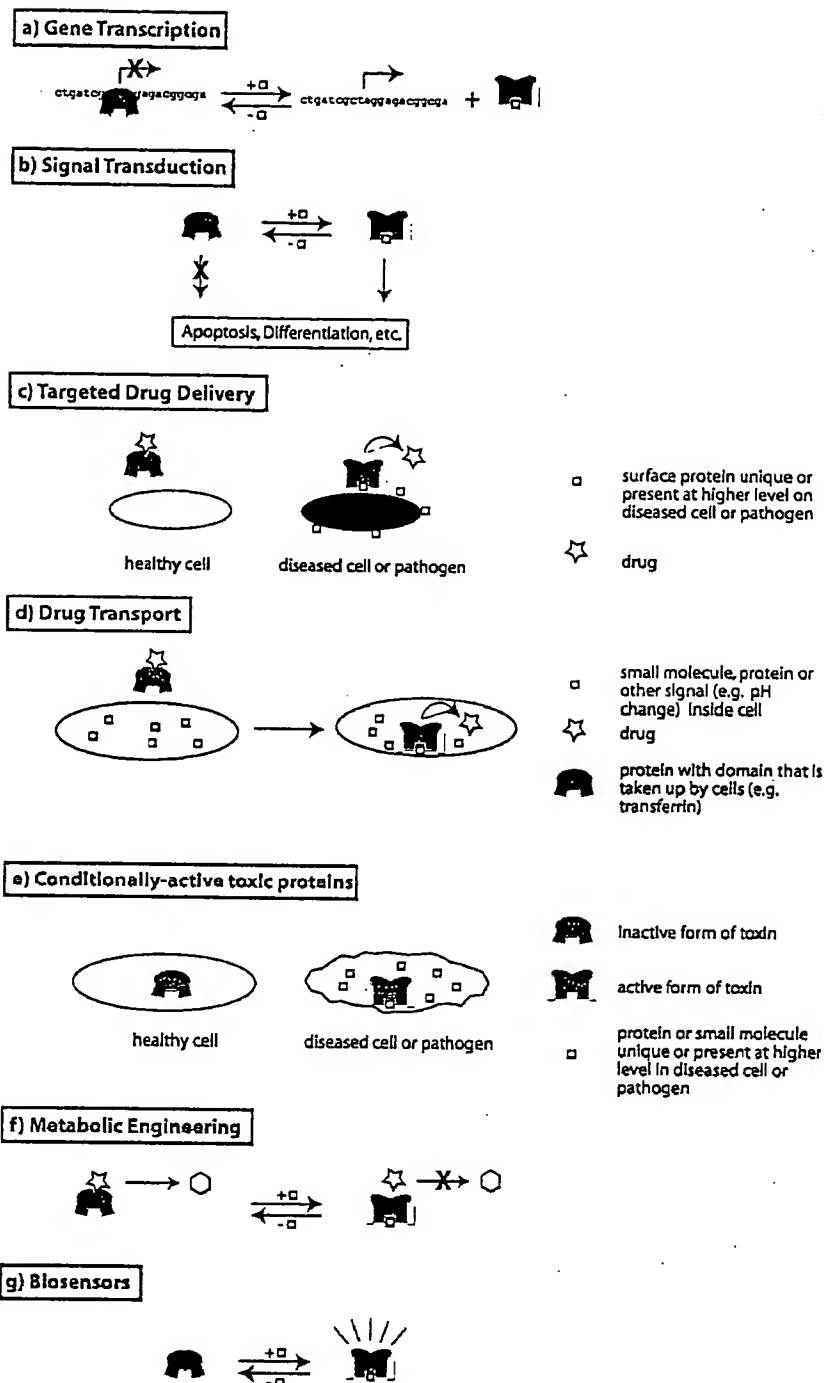 a) Gene Transcription
X
ctgatcg gagacggcga
+□
-□
ctgatcgctaggagacggcga
+
b) Signal Transduction
+□
-□
X
Apoptosis, Differentiation, etc.
c) Targeted Drug Delivery
healthy cell
diseased cell or pathogen
surface protein unique or
present at higher level on
diseased cell or pathogen
drug
d) Drug Transport
small molecule, protein or
other signal (e.g. pH
change) inside cell
drug
protein with domain that is
taken up by cells (e.g.
transferrin)
e) Conditionally-active toxic proteins
healthy cell
diseased cell or pathogen
inactive form of toxin
active form of toxin
protein or small molecule
unique or present at higher
level in diseased cell or
pathogen
f) Metabolic Engineering
+□
-□
X
g) Biosensors
+□
-□